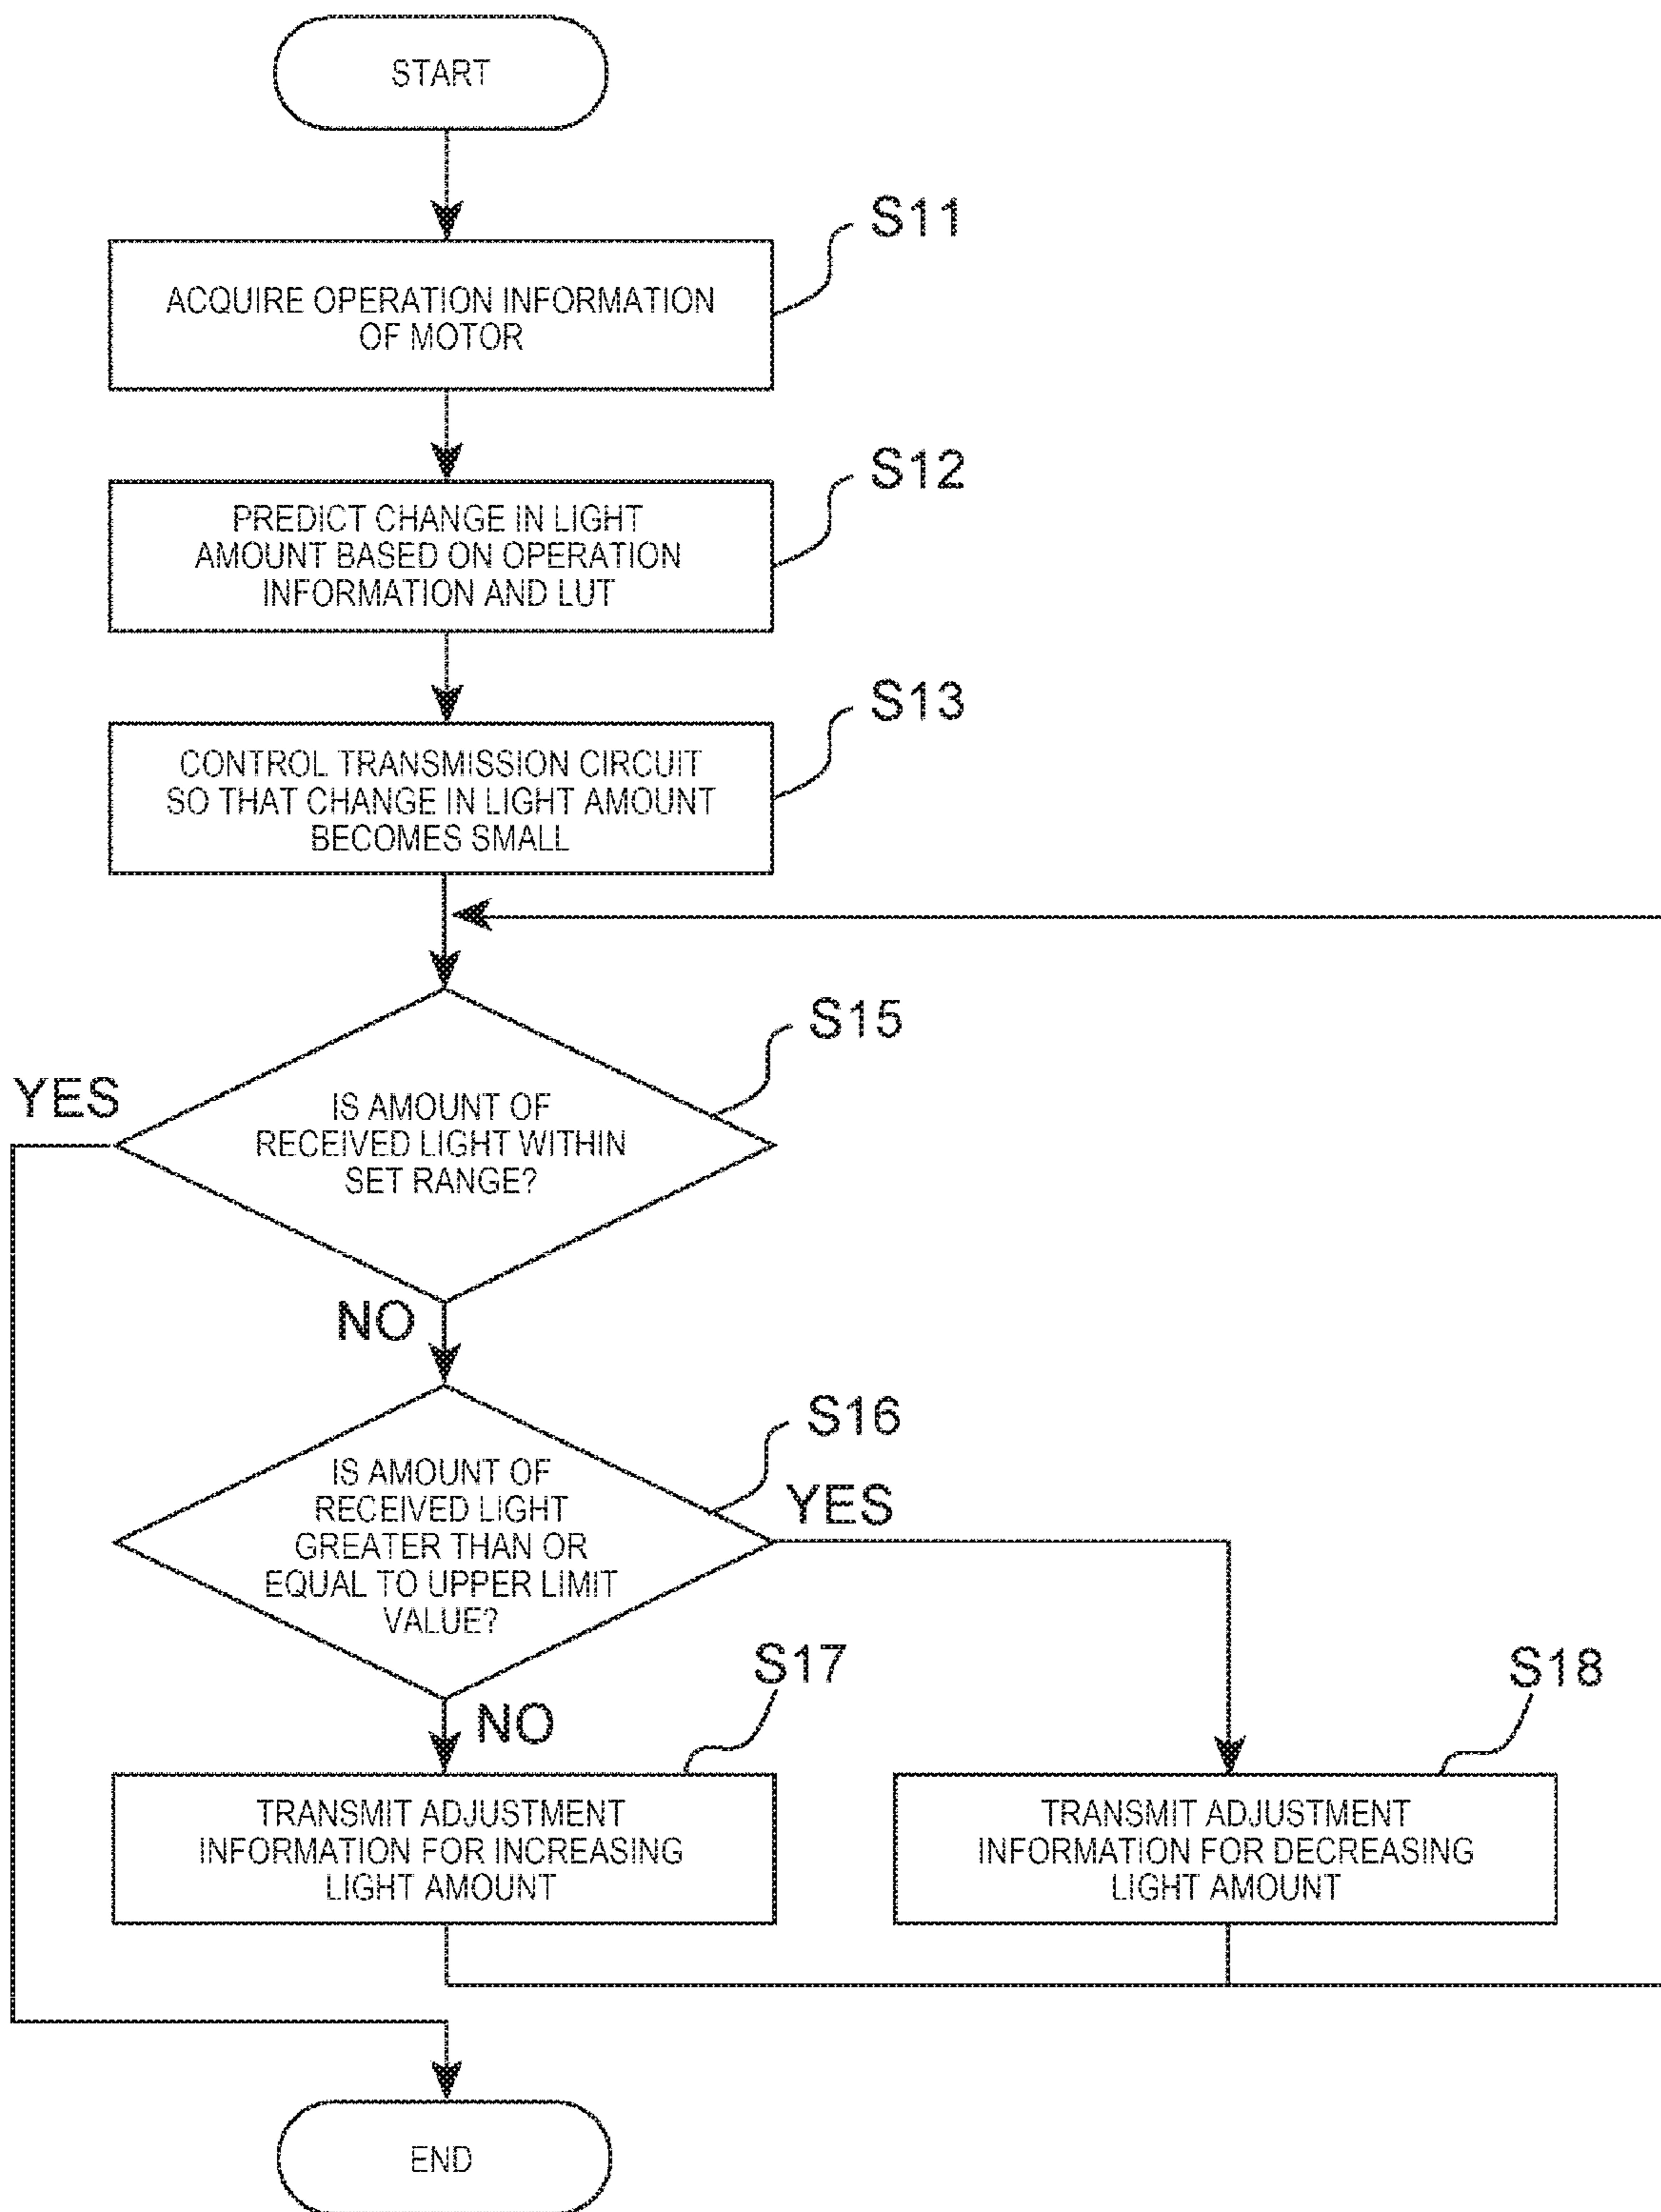 START
S11
ACQUIRE OPERATION INFORMATION
OF MOTOR
S12
PREDICT CHANGE IN LIGHT
AMOUNT BASED ON OPERATION
INFORMATION AND LUT
S13
CONTROL TRANSMISSION CIRCUIT
SO THAT CHANGE IN LIGHT AMOUNT
BECOMES SMALL
S15
YES
IS AMOUNT OF
RECEIVED LIGHT WITHIN
SET RANGE?
NO
S16
IS AMOUNT OF
RECEIVED LIGHT
GREATER THAN OR
EQUAL TO UPPER LIMIT
VALUE?
YES
NO
S17
S18
TRANSMIT ADJUSTMENT
INFORMATION FOR INCREASING
LIGHT AMOUNT
TRANSMIT ADJUSTMENT
INFORMATION FOR DECREASING
LIGHT AMOUNT
END